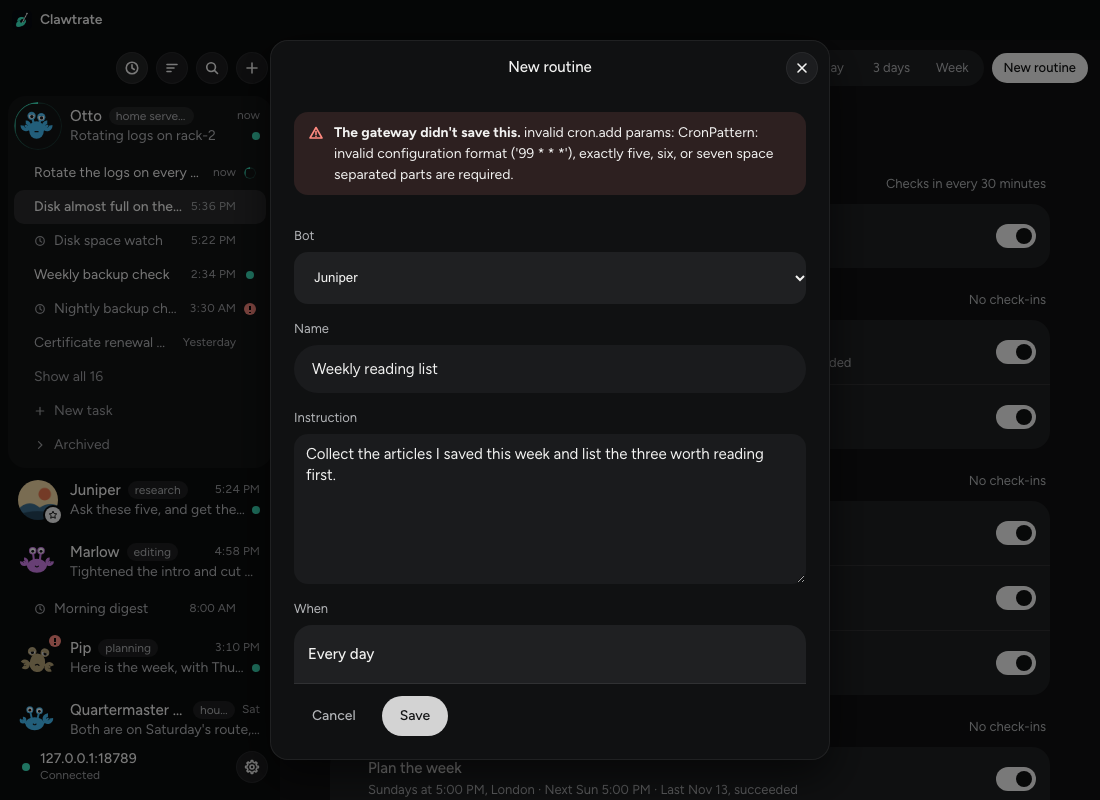 Clawtrate
Otto home serve... now
Rotating logs on rack-2
Rotate the logs on every ... now
Disk almost full on the... 5:36 PM
Disk space watch 5:22 PM
Weekly backup check 2:34 PM
Nightly backup ch... 3:30 AM
Certificate renewal ... Yesterday
Show all 16
+ New task
Archived
Juniper research 5:24 PM
Ask these five, and get the...
Marlow editing 4:58 PM
Tightened the intro and cut ...
Morning digest 8:00 AM
Pip planning 3:10 PM
Here is the week, with Thu...
Quartermaster ... hou... Sat
Both are on Saturday's route,...
127.0.0.1:18789
Connected
New routine
The gateway didn't save this. invalid cron.add params: CronPattern:
invalid configuration format ('99 * * *'), exactly five, six, or seven space
separated parts are required.
Bot
Juniper
Name
Weekly reading list
Instruction
Collect the articles I saved this week and list the three worth reading
first.
When
Every day
Cancel Save
ay 3 days Week New routine
Checks in every 30 minutes
No check-ins
ded
No check-ins
No check-ins
Plan the week
Sundays at 5:00 PM, London · Next Sun 5:00 PM · Last Nov 13, succeeded